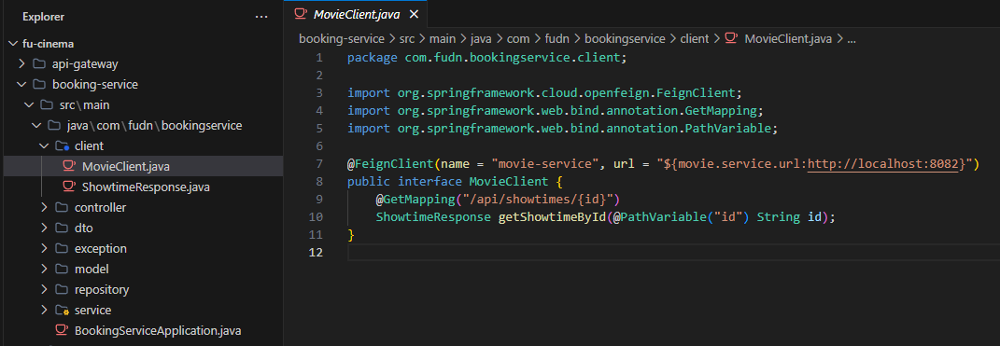 Explorer
fu-cinema
api-gateway
booking-service
src\main
java\com\fudn\bookingservice
client
MovieClient.java
ShowtimeResponse.java
controller
dto
exception
model
repository
service
BookingServiceApplication.java
MovieClient.java
booking-service > src > main > java > com > fudn > bookingservice > client > MovieClient.java > ...
1 package com.fudn.bookingservice.client;
2
3 import org.springframework.cloud.openfeign.FeignClient;
4 import org.springframework.web.bind.annotation.GetMapping;
5 import org.springframework.web.bind.annotation.PathVariable;
6
7 @FeignClient(name = "movie-service", url = "${movie.service.url:http://localhost:8082}")
8 public interface MovieClient {
9     @GetMapping("/api/showtimes/{id}")
10     ShowtimeResponse getShowtimeById(@PathVariable("id") String id);
11 }
12